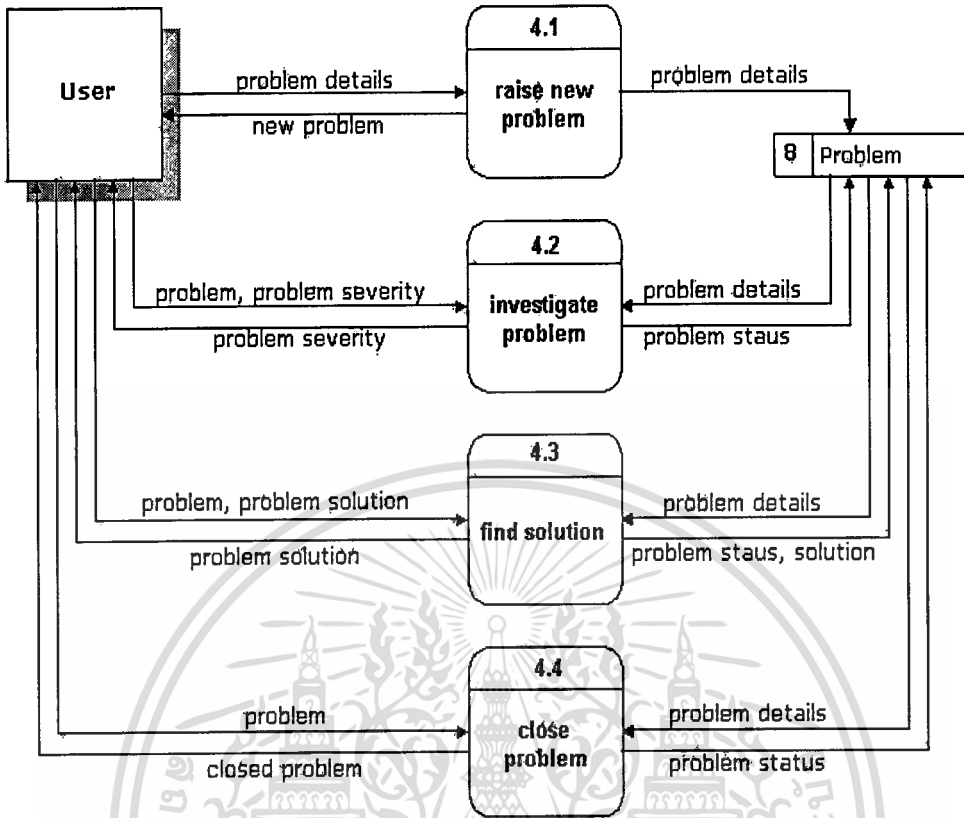 User
4.1
raise new
problem
problem details
new problem
problem details
8 Problem
4.2
investigate
problem
problem, problem severity
problem severity
problem details
problem staus
4.3
find solution
problem, problem solution
problem solution
problem details
problem staus, solution
4.4
close
problem
problem
closed problem
problem details
problem status